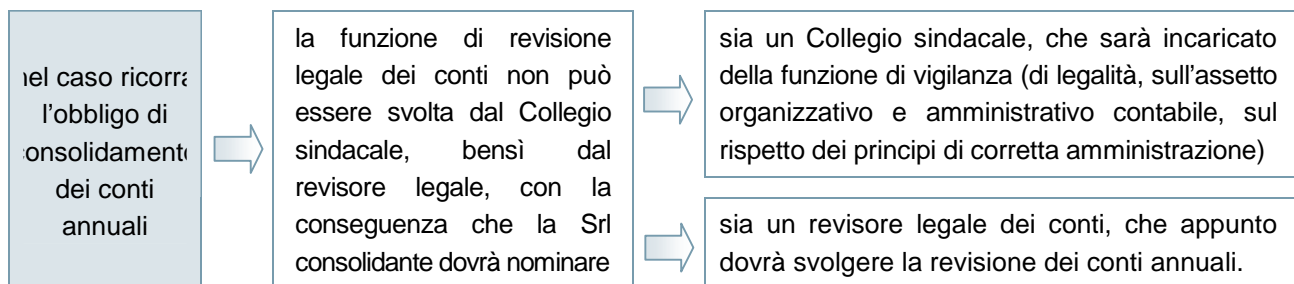 nel caso ricorra
l’obbligo di
consolidamento
dei conti
annuali
la funzione di revisione
legale dei conti non può
essere svolta dal Collegio
sindacale, bensì dal
revisore legale, con la
conseguenza che la Srl
consolidante dovrà nominare
sia un Collegio sindacale, che sarà incaricato
della funzione di vigilanza (di legalità, sull’assetto
organizzativo e amministrativo contabile, sul
rispetto dei principi di corretta amministrazione)
sia un revisore legale dei conti, che appunto
dovrà svolgere la revisione dei conti annuali.